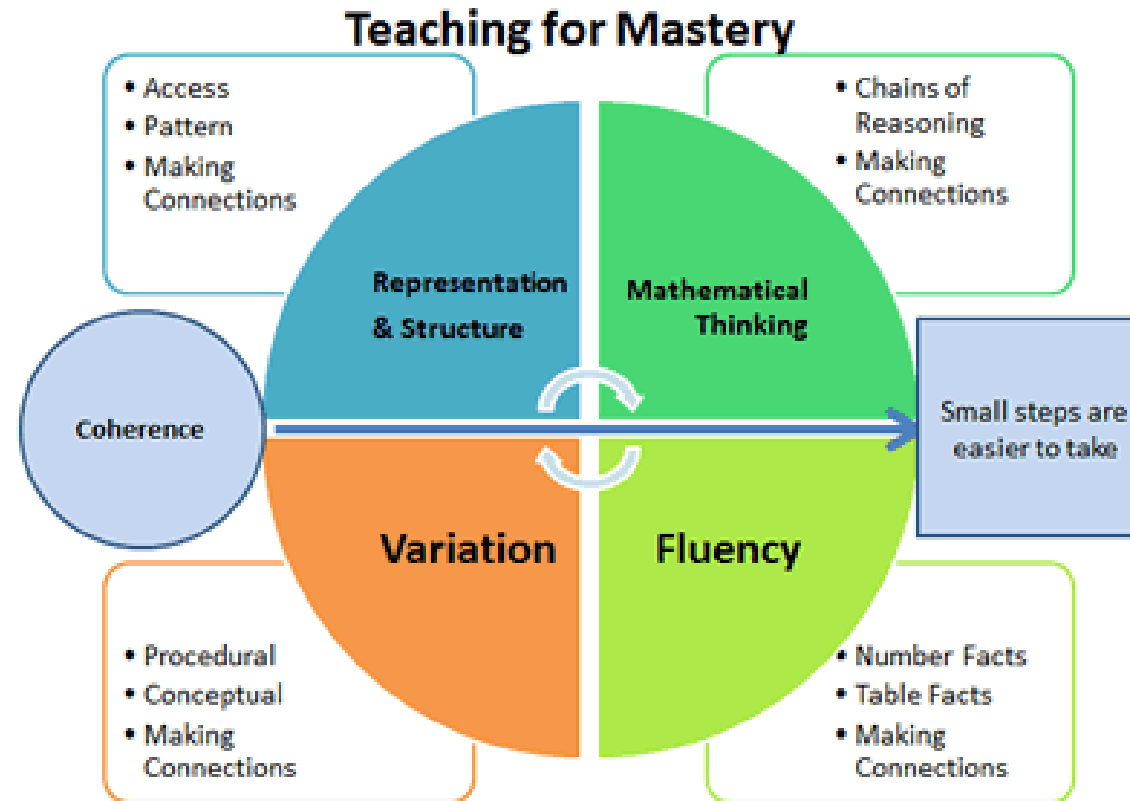 Teaching for Mastery
• Access
• Pattern
• Making
Connections
• Chains of
Reasoning
• Making
Connections
Representation
& Structure
Mathematical
Thinking
Coherence
Small steps are
easier to take
Variation
Fluency
• Procedural
• Conceptual
• Making
Connections
• Number Facts
• Table Facts
• Making
Connections